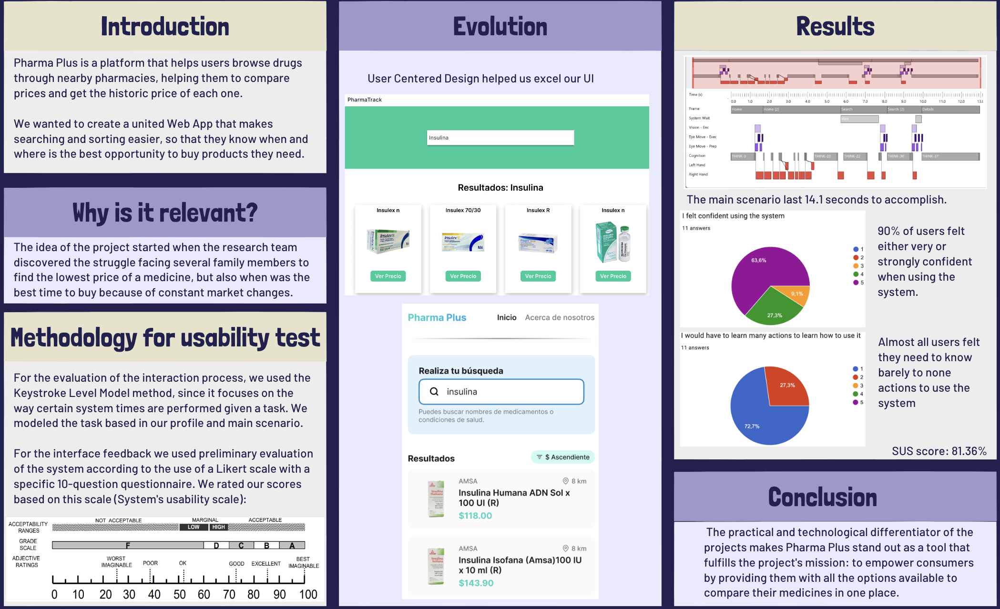 Introduction
Pharma Plus is a platform that helps users browse drugs
through nearby pharmacies, helping them to compare
prices and get the historic price of each one.
We wanted to create a united Web App that makes
searching and sorting easier, so that they know when and
where is the best opportunity to buy products they need.
Why is it relevant?
The idea of the project started when the research team
discovered the struggle facing several family members to
find the lowest price of a medicine, but also when was the
best time to buy because of constant market changes.
Methodology for usability test
For the evaluation of the interaction process, we used the
Keystroke Level Model method, since it focuses on the
way certain system times are performed given a task. We
modeled the task based in our profile and main scenario.
For the interface feedback we used preliminary evaluation
of the system according to the use of a Likert scale with a
specific 10-question questionnaire. We rated our scores
based on this scale (System's usability scale):
NOT ACCEPTABLE MARGINAL ACCEPTABLE
ACCEPTABILITY RANGES
LOW HIGH
GRADE SCALE
F D C B A
ADJECTIVE RATINGS
WORST IMAGINABLE POOR OK GOOD EXCELLENT BEST IMAGINABLE
0 10 20 30 40 50 60 70 80 90 100
Evolution
User Centered Design helped us excel our UI
PharmaTrack
Insulina
Resultados: Insulina
Insulex n Insulex 70/30 Insulex R Insulex n
Insulex N Insulex R
Ver Precio Ver Precio Ver Precio Ver Precio
Pharma Plus Inicio Acerca de nosotros
Realiza tu búsqueda
insulina
Puedes buscar nombres de medicamentos o
condiciones de salud.
Resultados $ Ascendiente
AMSA 8 km
Insulina Humana
Insulina Humana ADN Sol x
100 UI (R)
$118.00
AMSA 8 km
Insulina Isofana
Insulina Isofana (Amsa)100 IU
x 10 ml (R)
$143.90
Results
Time (s)
0.0 1.0 2.0 3.0 4.0 5.0 6.0 7.0 8.0 9.0 10.0 11.0 12.0 13.
Frame Home Home [2] Search Search [2] Details
System Wait Wait
Vision - Enc
Eye Move - Exec
Eye Move - Prep
Cognition THINK-3 THINK-20 THINK-22 THINK-30 THINK-37
Left Hand
Right Hand
The main scenario last 14.1 seconds to accomplish.
I felt confident using the system
11 answers
63,6%
9,1%
27,3%
1
2
3
4
5
90% of users felt
either very or
strongly confident
when using the
system.
I would have to learn many actions to learn how to use it
11 answers
27,3%
72,7%
1
2
3
4
5
Almost all users felt
they need to know
barely to none
actions to use the
system
SUS score: 81.36%
Conclusion
The practical and technological differentiator of the
projects makes Pharma Plus stand out as a tool that
fulfills the project's mission: to empower consumers
by providing them with all the options available to
compare their medicines in one place.